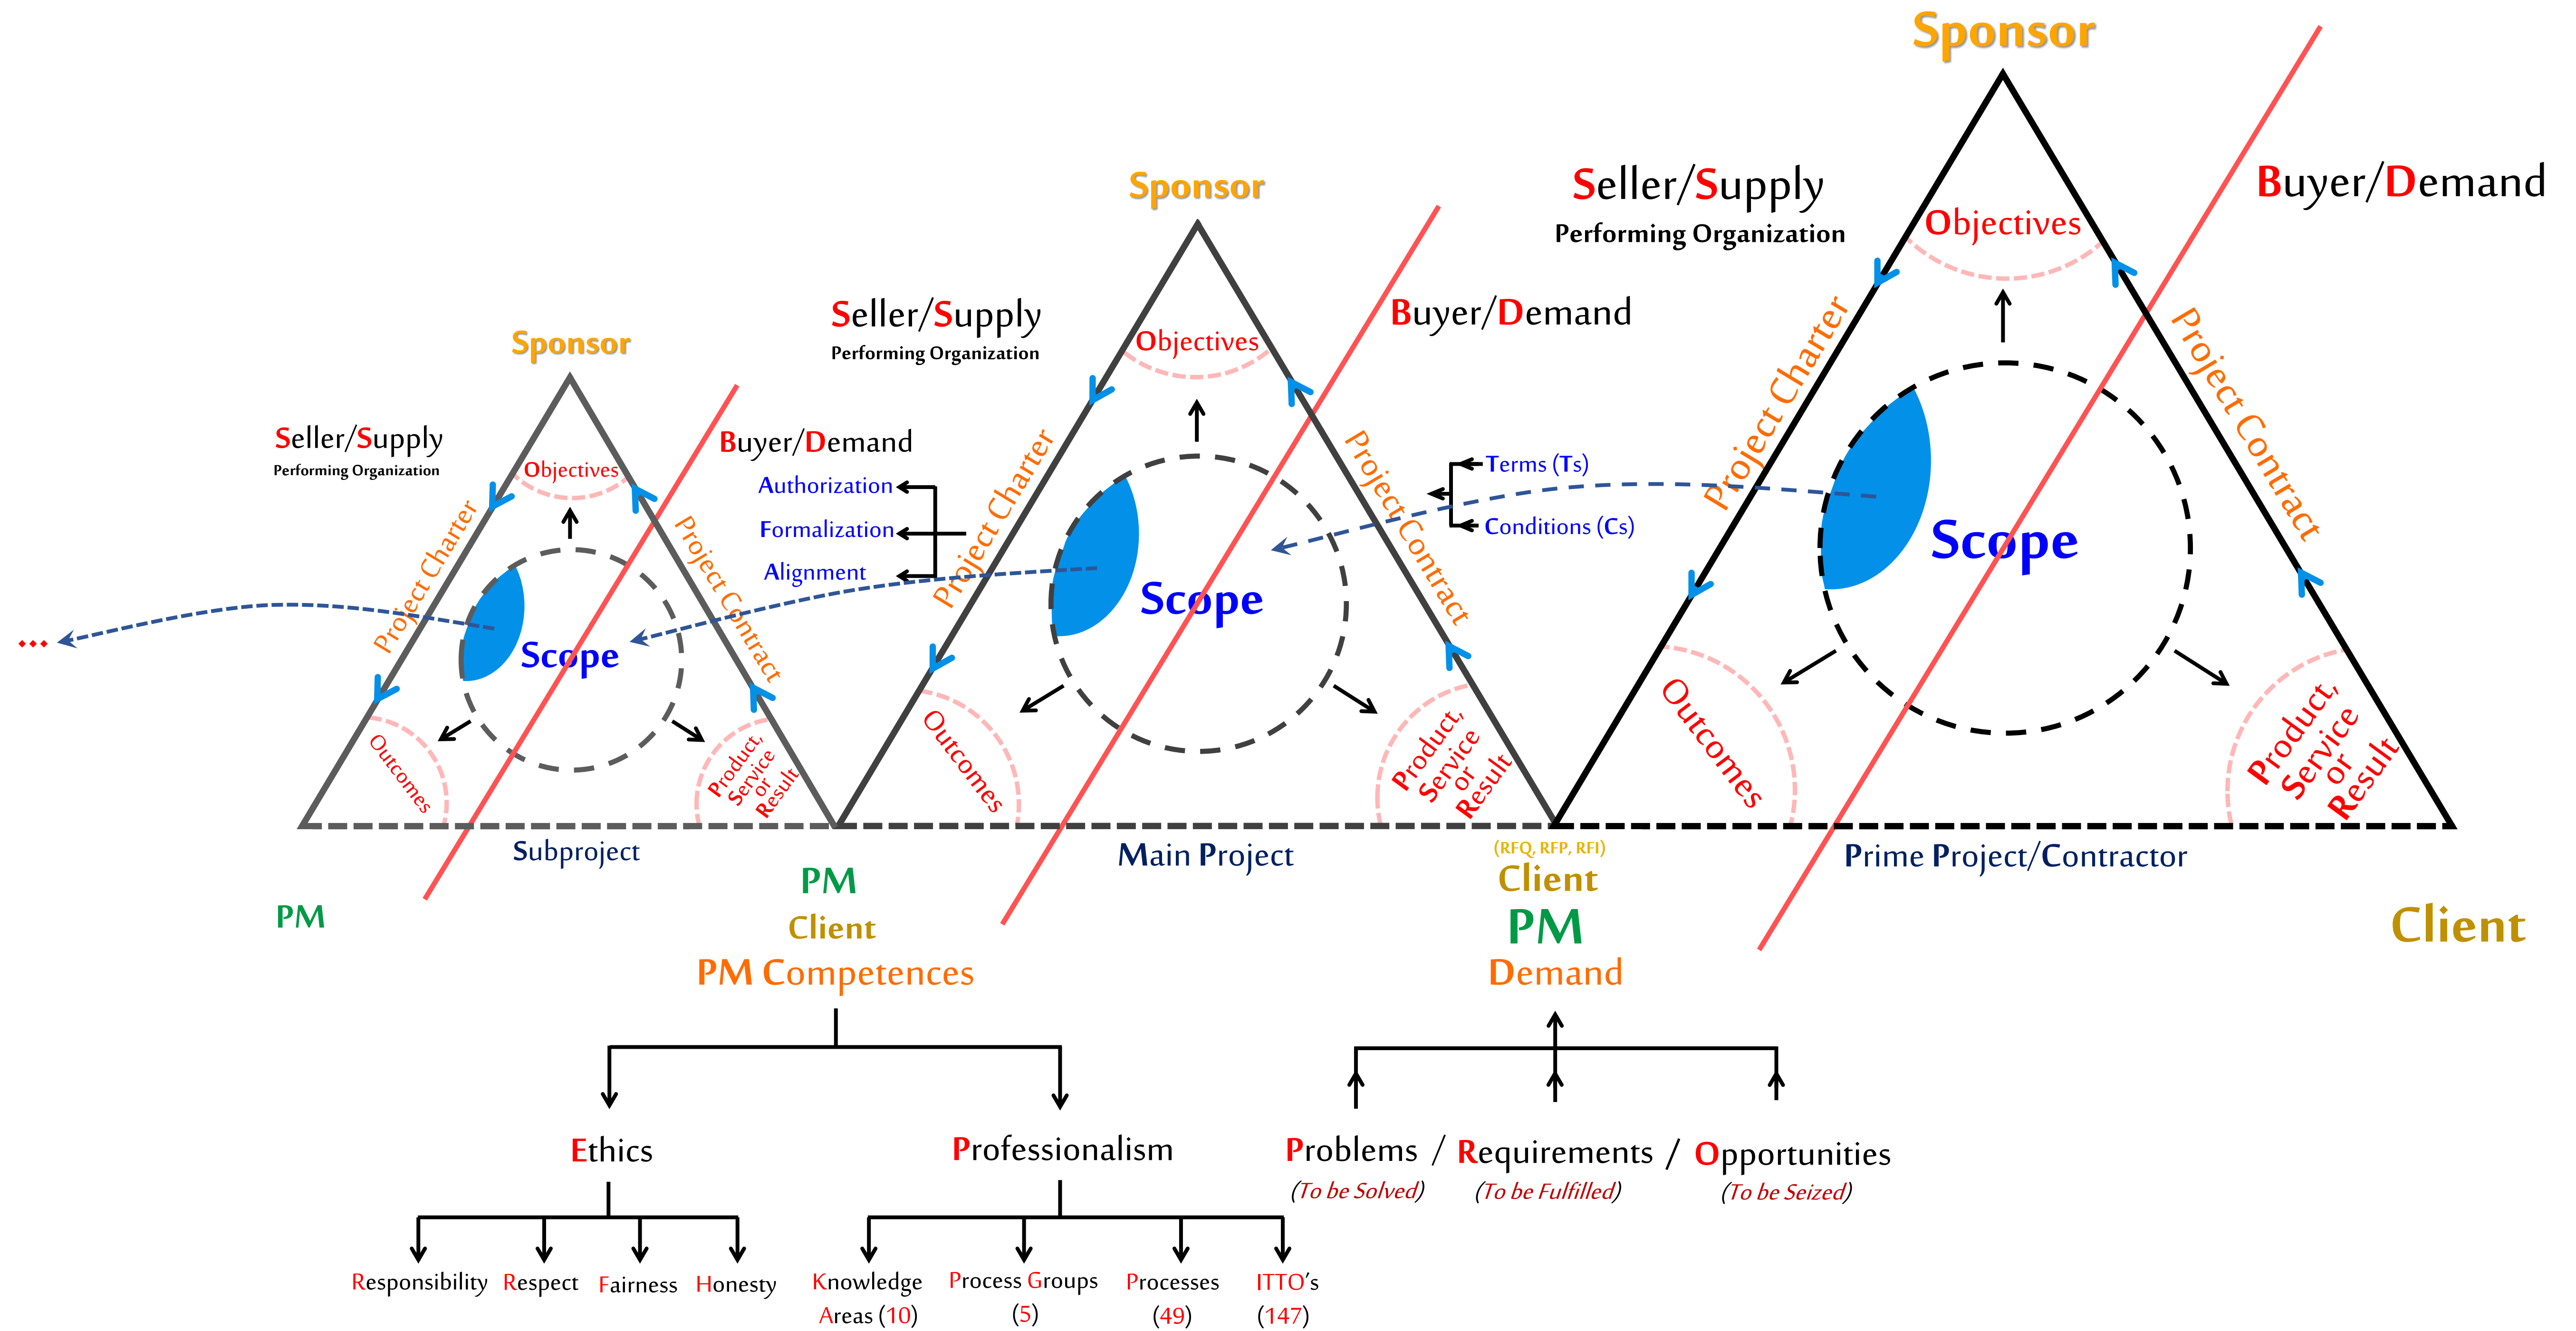 Sponsor
Seller/Supply
Performing Organization
Buyer/Demand
Objectives
Project Charter
Project Contract
Scope
Outcomes
Product,
Service
or
Result
Prime Project/Contractor
Client
Sponsor
Seller/Supply
Performing Organization
Buyer/Demand
Objectives
Project Charter
Project Contract
Terms (Ts)
Conditions (Cs)
Scope
Outcomes
Product,
Service
or
Result
Main Project
(RFQ, RFP, RFI)
Client
PM
Demand
Sponsor
Seller/Supply
Performing Organization
Buyer/Demand
Authorization
Formalization
Alignment
Objectives
Project Charter
Project Contract
Scope
...
Outcomes
Product,
Service
or
Result
Subproject
PM
PM
Client
PM Competences
Ethics
Professionalism
Problems / Requirements / Opportunities
(To be Solved) (To be Fulfilled) (To be Seized)
Responsibility Respect Fairness Honesty
Knowledge
Areas (10)
Process Groups
(5)
Processes
(49)
ITTO's
(147)